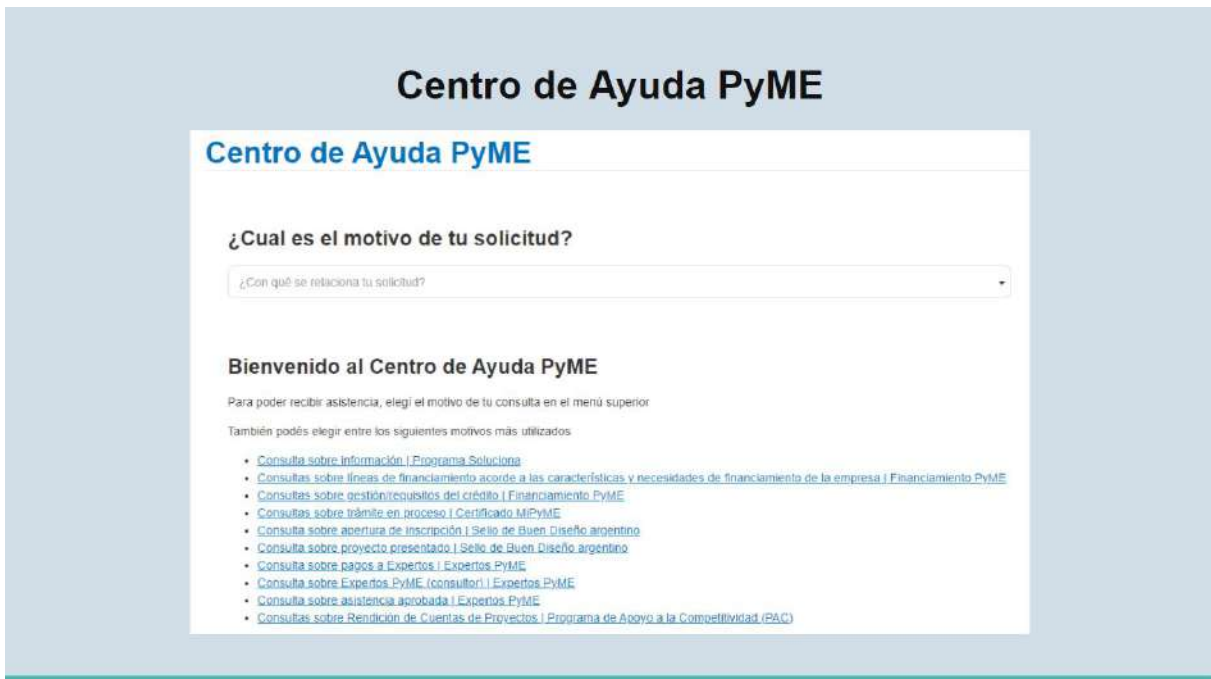 Centro de Ayuda PyME
Centro de Ayuda PyME
¿Cual es el motivo de tu solicitud?
¿Con qué se relaciona tu solicitud?
Bienvenido al Centro de Ayuda PyME
Para poder recibir asistencia, elegí el motivo de tu consulta en el menú superior
También podés elegir entre los siguientes motivos más utilizados
• Consulta sobre información | Programa Soluciona
• Consultas sobre líneas de financiamiento acorde a las características y necesidades de financiamiento de la empresa | Financiamiento PyME
• Consultas sobre gestión/requisitos del crédito | Financiamiento PyME
• Consultas sobre trámite en proceso | Certificado MiPyME
• Consulta sobre apertura de inscripción | Sello de Buen Diseño argentino
• Consulta sobre proyecto presentado | Sello de Buen Diseño argentino
• Consulta sobre pagos a Expertos | Expertos PyME
• Consulta sobre Expertos PyME (consultor) | Expertos PyME
• Consulta sobre asistencia aprobada | Expertos PyME
• Consultas sobre Rendición de Cuentas de Proyectos | Programa de Apoyo a la Competitividad (PAC)